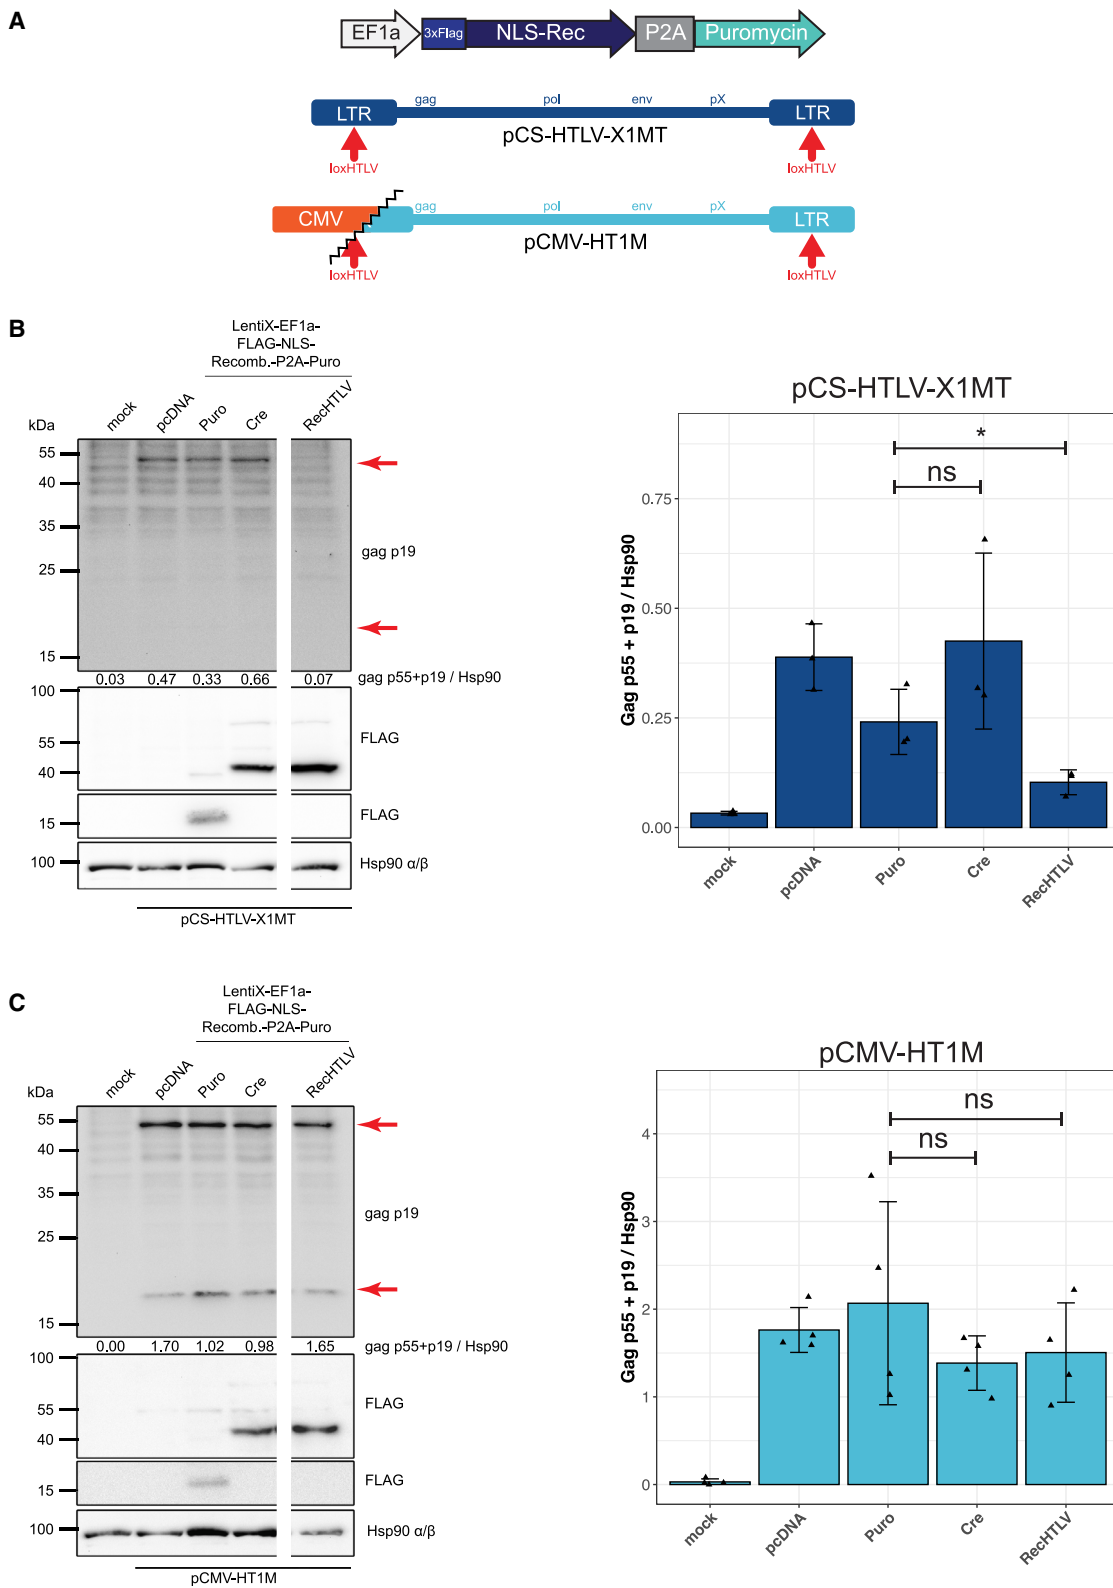 A
EF1a
3xFlag
NLS-Rec
P2A
Puromycin
gag pol env pX
LTR LTR
pCS-HTLV-X1MT
loxHTLV loxHTLV
gag pol env pX
CMV LTR
pCMV-HT1M
loxHTLV loxHTLV
B
LentiX-EF1a-
FLAG-NLS-
Recomb.-P2A-Puro
kDa mock pcDNA Puro Cre RecHTLV
55
40
35
25
15
gag p19
0.03 0.47 0.33 0.66 0.07 gag p55+p19 / Hsp90
100
55
40
FLAG
15
FLAG
100
Hsp90 α/β
pCS-HTLV-X1MT
pCS-HTLV-X1MT
*
ns
Gag p55 + p19 / Hsp90
0.75
0.50
0.25
0.00
mock pcDNA Puro Cre RecHTLV
C
LentiX-EF1a-
FLAG-NLS-
Recomb.-P2A-Puro
kDa mock pcDNA Puro Cre RecHTLV
55
40
35
25
15
gag p19
0.00 1.70 1.02 0.98 1.65 gag p55+p19 / Hsp90
100
55
40
FLAG
15
FLAG
100
Hsp90 α/β
pCMV-HT1M
pCMV-HT1M
ns
ns
Gag p55 + p19 / Hsp90
4
3
2
1
0
mock pcDNA Puro Cre RecHTLV